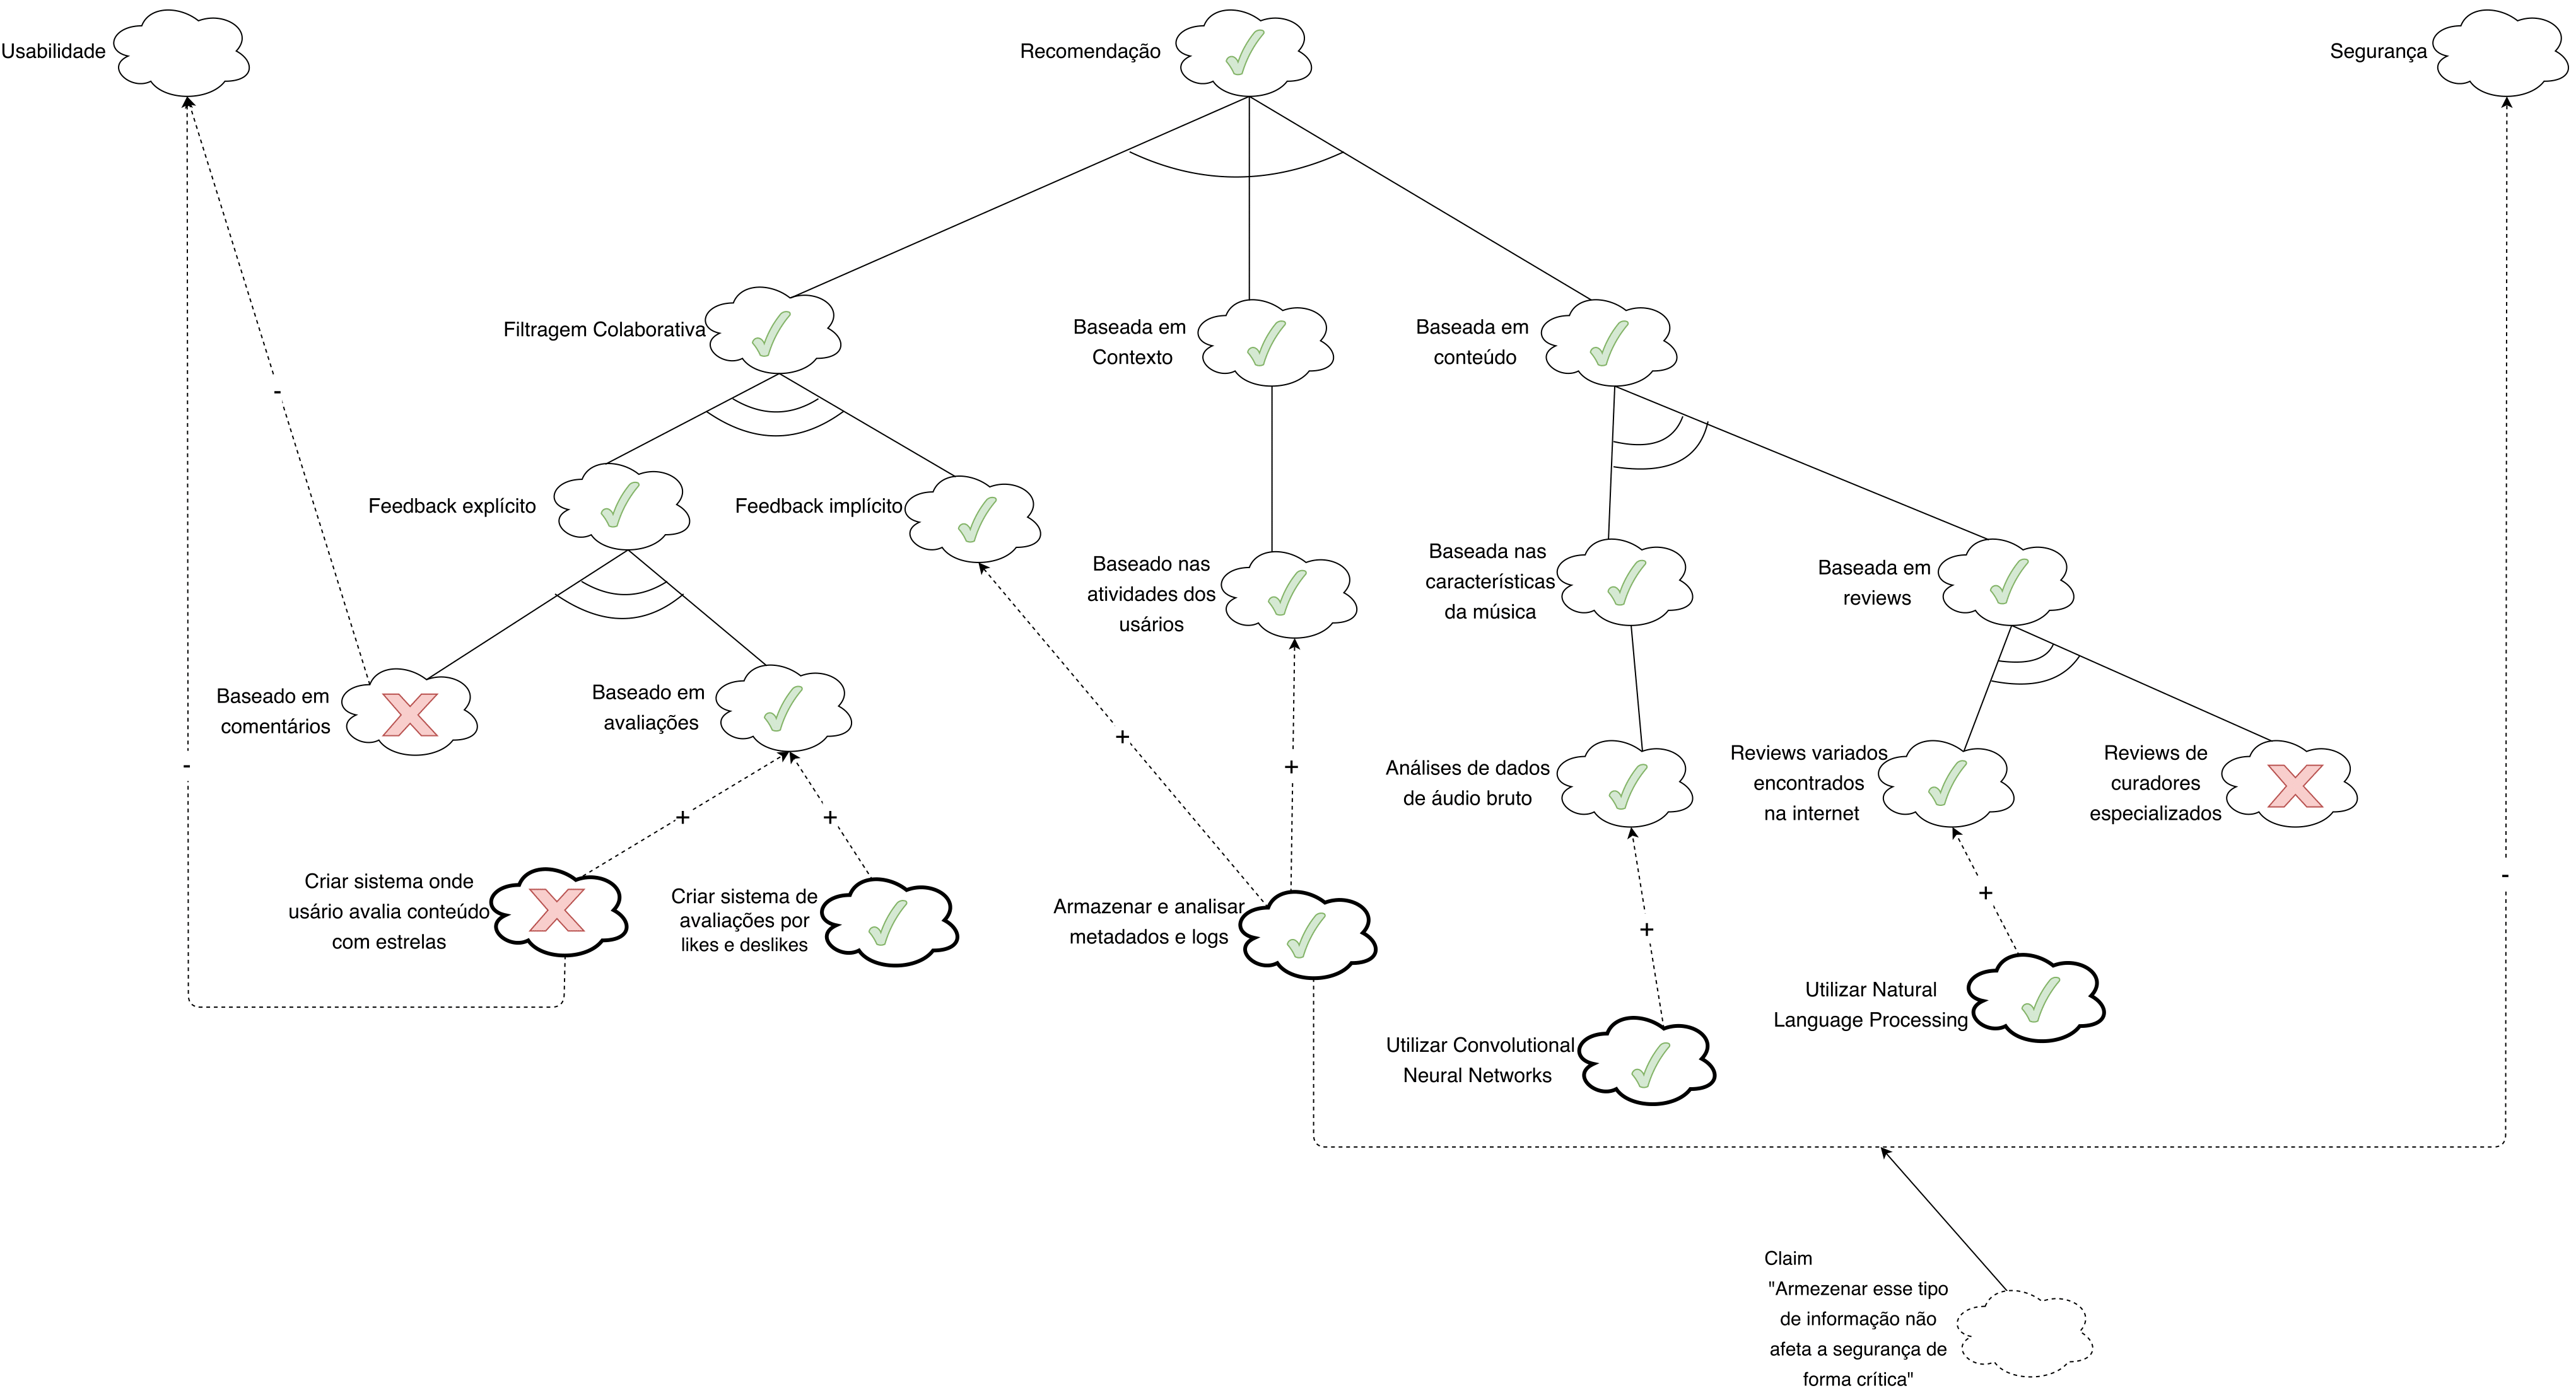 Usabilidade
Recomendação
Segurança
Filtragem Colaborativa
Baseada em
Contexto
Baseada em
conteúdo
-
Feedback explícito
Feedback implícito
Baseado nas
atividades dos
usários
Baseada nas
características
da música
Baseada em
reviews
Baseado em
comentários
Baseado em
avaliações
+
+
-
Análises de dados
de áudio bruto
Reviews variados
encontrados
na internet
Reviews de
curadores
especializados
+
+
-
Criar sistema onde
usário avalia conteúdo
com estrelas
Criar sistema de
avaliações por
likes e deslikes
Armazenar e analisar
metadados e logs
+
+
Utilizar Natural
Language Processing
Utilizar Convolutional
Neural Networks
Claim
"Armezenar esse tipo
de informação não
afeta a segurança de
forma crítica"